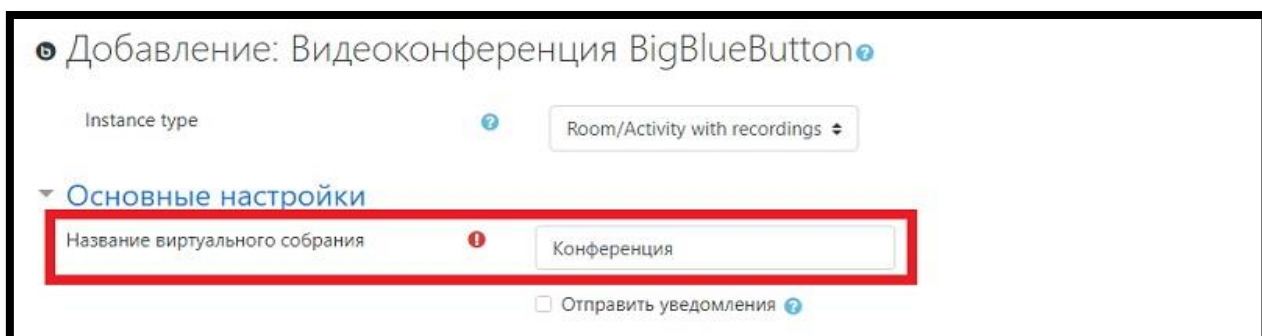 Добавление: Видеоконференция BigBlueButton
Instance type
Room/Activity with recordings
Основные настройки
Название виртуального собрания
Конференция
Отправить уведомления